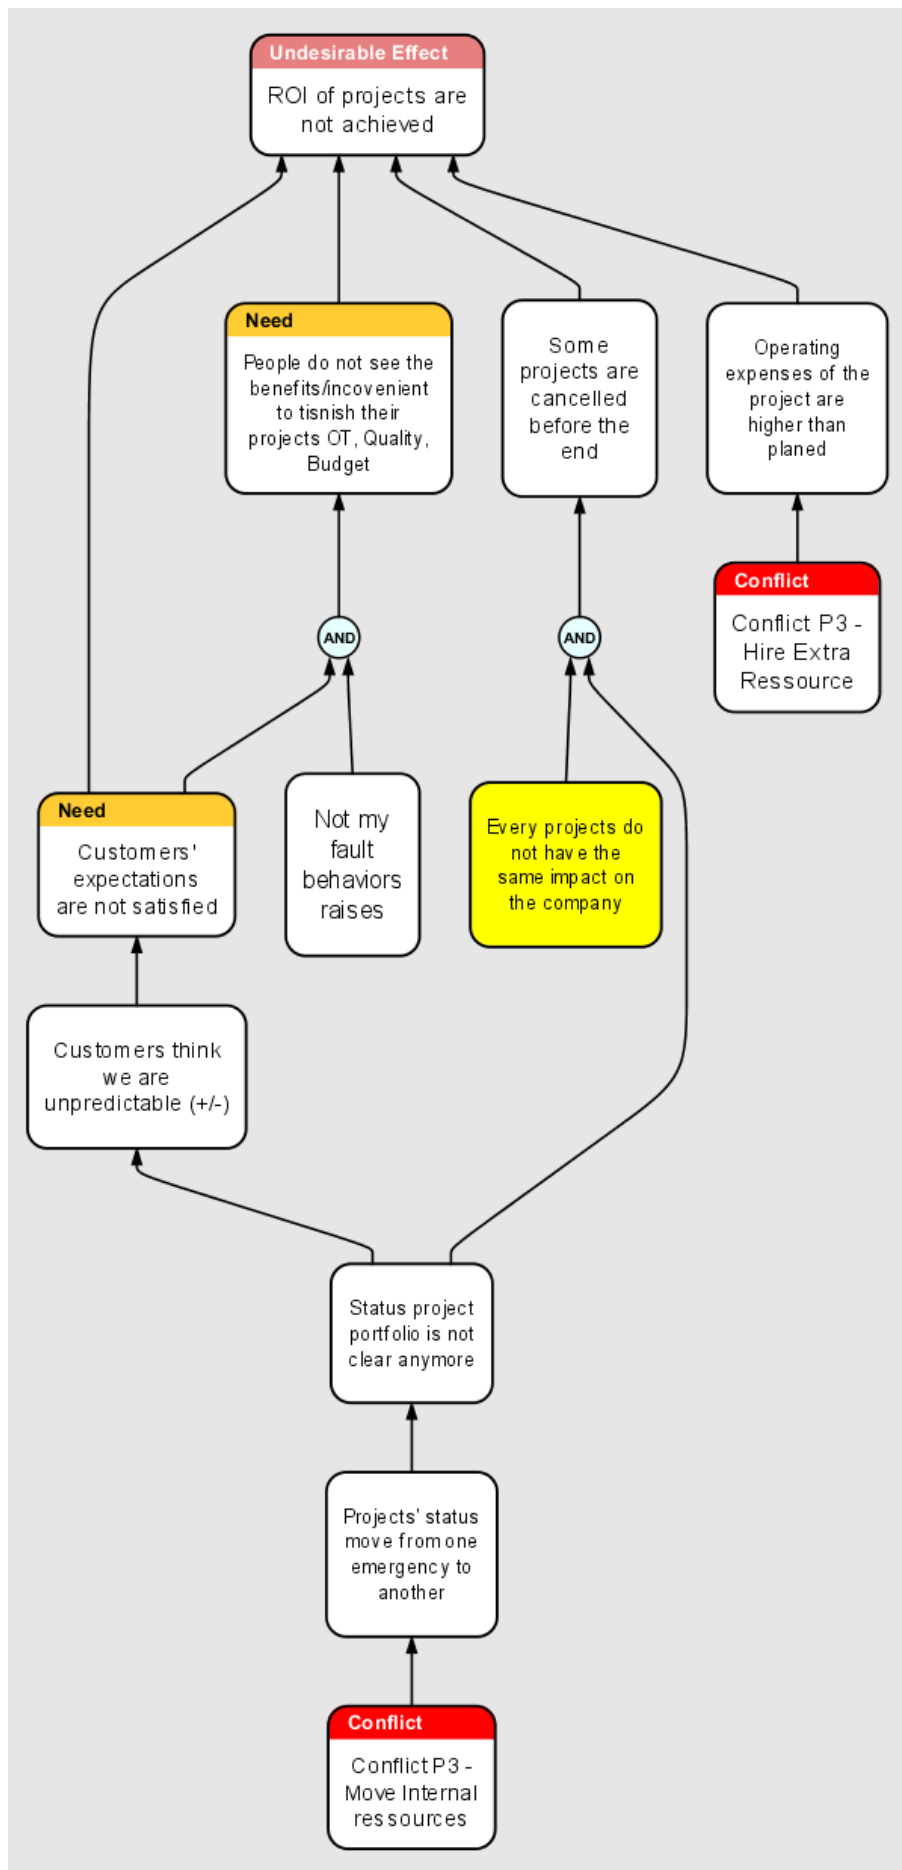 Undesirable Effect
ROI of projects are
not achieved
Need
People do not see the
benefits/incovenient
to tisnish their
projects OT, Quality,
Budget
Some
projects are
cancelled
before the
end
Operating
expenses of the
project are
higher than
planed
Conflict
Conflict P3 -
Hire Extra
Ressource
AND
AND
Need
Customers'
expectations
are not satisfied
Not my
fault
behaviors
raises
Every projects do
not have the
same impact on
the company
Customers think
we are
unpredictable (+/-)
Status project
portfolio is not
clear anymore
Projects' status
move from one
emergency to
another
Conflict
Conflict P3 -
Move Internal
ressources